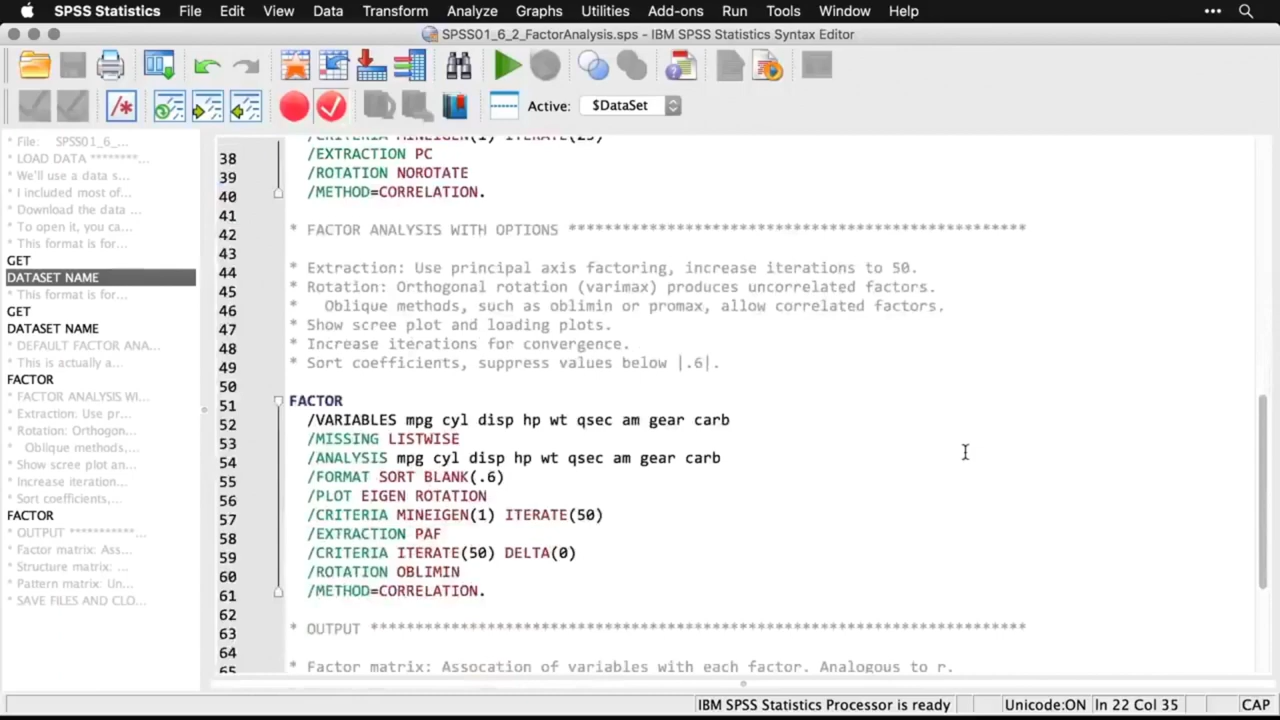 SPSS Statistics File Edit View Data Transform Analyze Graphs Utilities Add-ons Run Tools Window Help
SPSS01_6_2_FactorAnalysis.sps - IBM SPSS Statistics Syntax Editor
Active: $DataSet
* File: SPSS01_6_...
* LOAD DATA ********...
* We'll use a data s...
* I included most of...
* Download the data ...
* To open it, you ca...
* This format is for...
GET
DATASET NAME
* This format is for...
GET
DATASET NAME
* DEFAULT FACTOR ANA...
* This is actually a...
FACTOR
* FACTOR ANALYSIS WI...
* Extraction: Use pr...
* Rotation: Orthogon...
* Oblique methods,...
* Show scree plot an...
* Increase iteration...
* Sort coefficients,...
FACTOR
* OUTPUT ***********...
* Factor matrix: Ass...
* Structure matrix: ...
* Pattern matrix: Un...
* SAVE FILES AND CLO...
/CRITERIA MINEIGEN(1) ITERATE(25)
38 /EXTRACTION PC
39 /ROTATION NOROTATE
40 /METHOD=CORRELATION.
41
42 * FACTOR ANALYSIS WITH OPTIONS ***************************************************
43
44 * Extraction: Use principal axis factoring, increase iterations to 50.
45 * Rotation: Orthogonal rotation (varimax) produces uncorrelated factors.
46 * Oblique methods, such as oblimin or promax, allow correlated factors.
47 * Show scree plot and loading plots.
48 * Increase iterations for convergence.
49 * Sort coefficients, suppress values below |.6|.
50
51 FACTOR
52 /VARIABLES mpg cyl disp hp wt qsec am gear carb
53 /MISSING LISTWISE
54 /ANALYSIS mpg cyl disp hp wt qsec am gear carb
55 /FORMAT SORT BLANK(.6)
56 /PLOT EIGEN ROTATION
57 /CRITERIA MINEIGEN(1) ITERATE(50)
58 /EXTRACTION PAF
59 /CRITERIA ITERATE(50) DELTA(0)
60 /ROTATION OBLIMIN
61 /METHOD=CORRELATION.
62
63 * OUTPUT *************************************************************************
64
65 * Factor matrix: Assocation of variables with each factor. Analogous to r.
IBM SPSS Statistics Processor is ready Unicode:ON In 22 Col 35 CAP